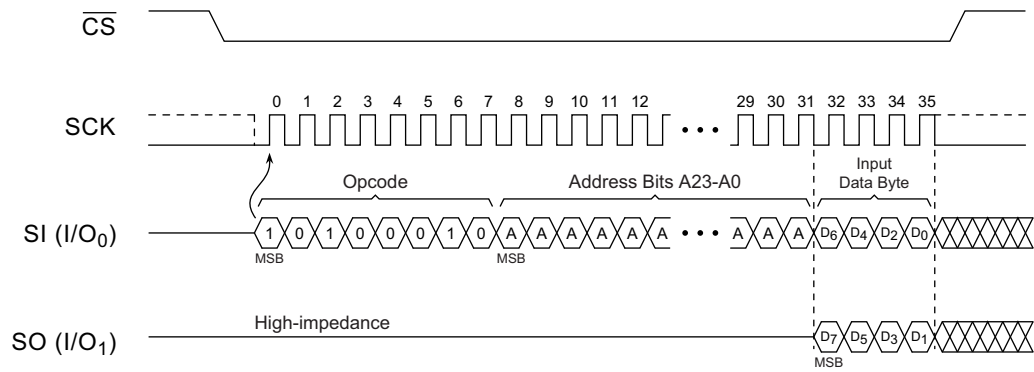 CS
0 1 2 3 4 5 6 7 8 9 10 11 12 29 30 31 32 33 34 35
SCK
Opcode
Address Bits A23-A0
Input
Data Byte
SI (I/O0)
1 0 1 0 0 0 1 0 A A A A A A • • • A A A D6 D4 D2 D0
MSB MSB
High-impedance
SO (I/O1)
D7 D5 D3 D1
MSB